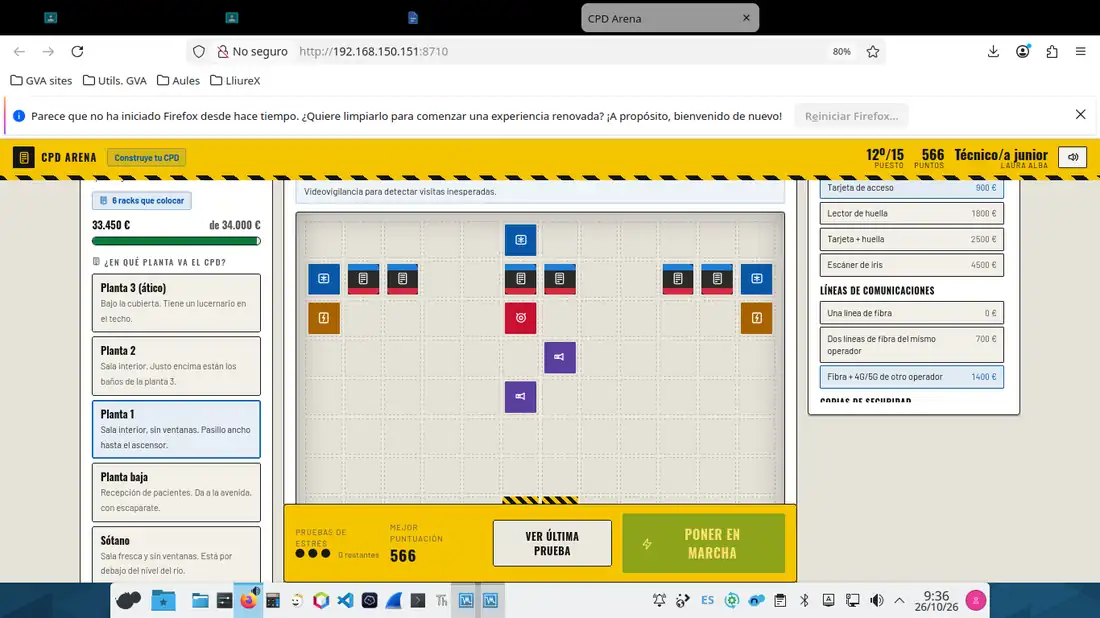 CPD Arena
No seguro
http://192.168.150.151:8710
80%
GVA sites
Utils. GVA
Aules
LliureX
Parece que no ha iniciado Firefox desde hace tiempo. ¿Quiere limpiarlo para comenzar una experiencia renovada? ¡A propósito, bienvenido de nuevo!
Reiniciar Firefox...
CPD ARENA
Construye tu CPD
12º/15
PUESTO
566
PUNTOS
Técnico/a junior
LAURA ALBA
6 racks que colocar
33.450 €
de 34.000 €
¿EN QUÉ PLANTA VA EL CPD?
Planta 3 (ático)
Bajo la cubierta. Tiene un lucernario en
el techo.
Planta 2
Sala interior. Justo encima están los
baños de la planta 3.
Planta 1
Sala interior, sin ventanas. Pasillo ancho
hasta el ascensor.
Planta baja
Recepción de pacientes. Da a la avenida,
con escaparate.
Sótano
Sala fresca y sin ventanas. Está por
debajo del nivel del río.
Videovigilancia para detectar visitas inesperadas.
PRUEBAS DE
ESTRÉS
0 restantes
MEJOR
PUNTUACIÓN
566
VER ÚLTIMA
PRUEBA
PONER EN
MARCHA
Tarjeta de acceso
900 €
Lector de huella
1800 €
Tarjeta + huella
2500 €
Escáner de iris
4500 €
LÍNEAS DE COMUNICACIONES
Una línea de fibra
0 €
Dos líneas de fibra del mismo
operador
700 €
Fibra + 4G/5G de otro operador
1400 €
COPIAS DE SEGURIDAD
ES
9:36
26/10/26